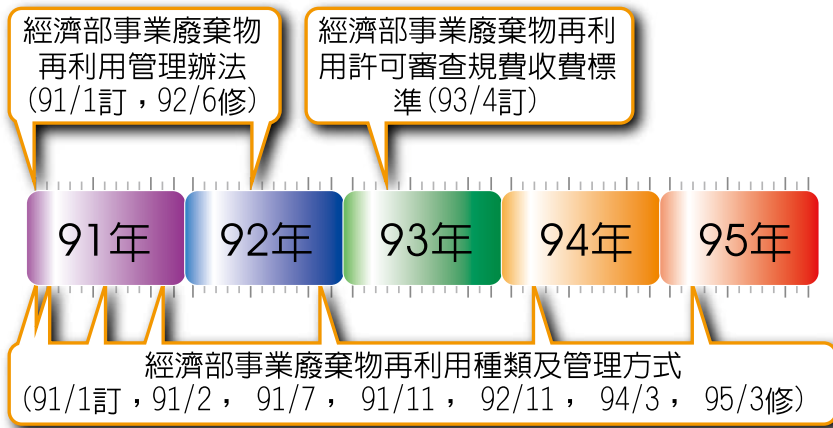 經濟部事業廢棄物
再利用管理辦法
(91/1訂，92/6修)
經濟部事業廢棄物再利
用許可審查規費收費標
準(93/4訂)
91年
92年
93年
94年
95年
經濟部事業廢棄物再利用種類及管理方式
(91/1訂，91/2， 91/7， 91/11， 92/11， 94/3， 95/3修)